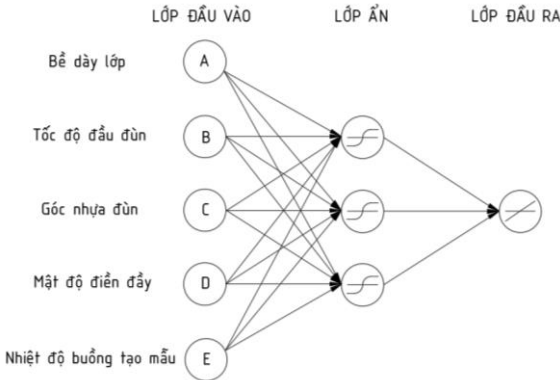 LỚP ĐẦU VÀO LỚP ẨN LỚP ĐẦU RA
Bề dày lớp A
Tốc độ đầu đùn B
Góc nhựa đùn C
Mật độ điền đầy D
Nhiệt độ buồng tạo mẫu E